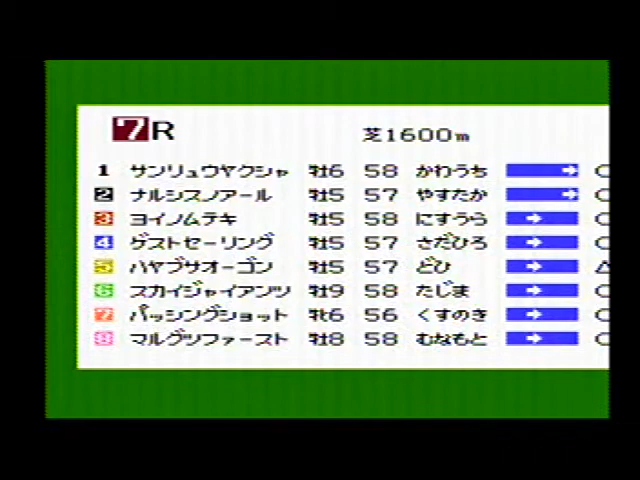 7R 芝1600m
1 サンリュウヤクシャ 牡6 58 かわうち → ○
2 ナルシスノアール 牡5 57 やすたか → ○
3 ヨイノムテキ 牡5 58 にすうら → ○
4 ゲストセーリング 牡5 57 さだひろ → ○
5 ハヤブサオーゴン 牡5 57 どひ → △
6 スカイジャイアンツ 牡9 58 たじま → ○
7 パッシングショット 牝6 56 くすのき → ○
8 マルグツファースト 牡8 58 むなもと → ○